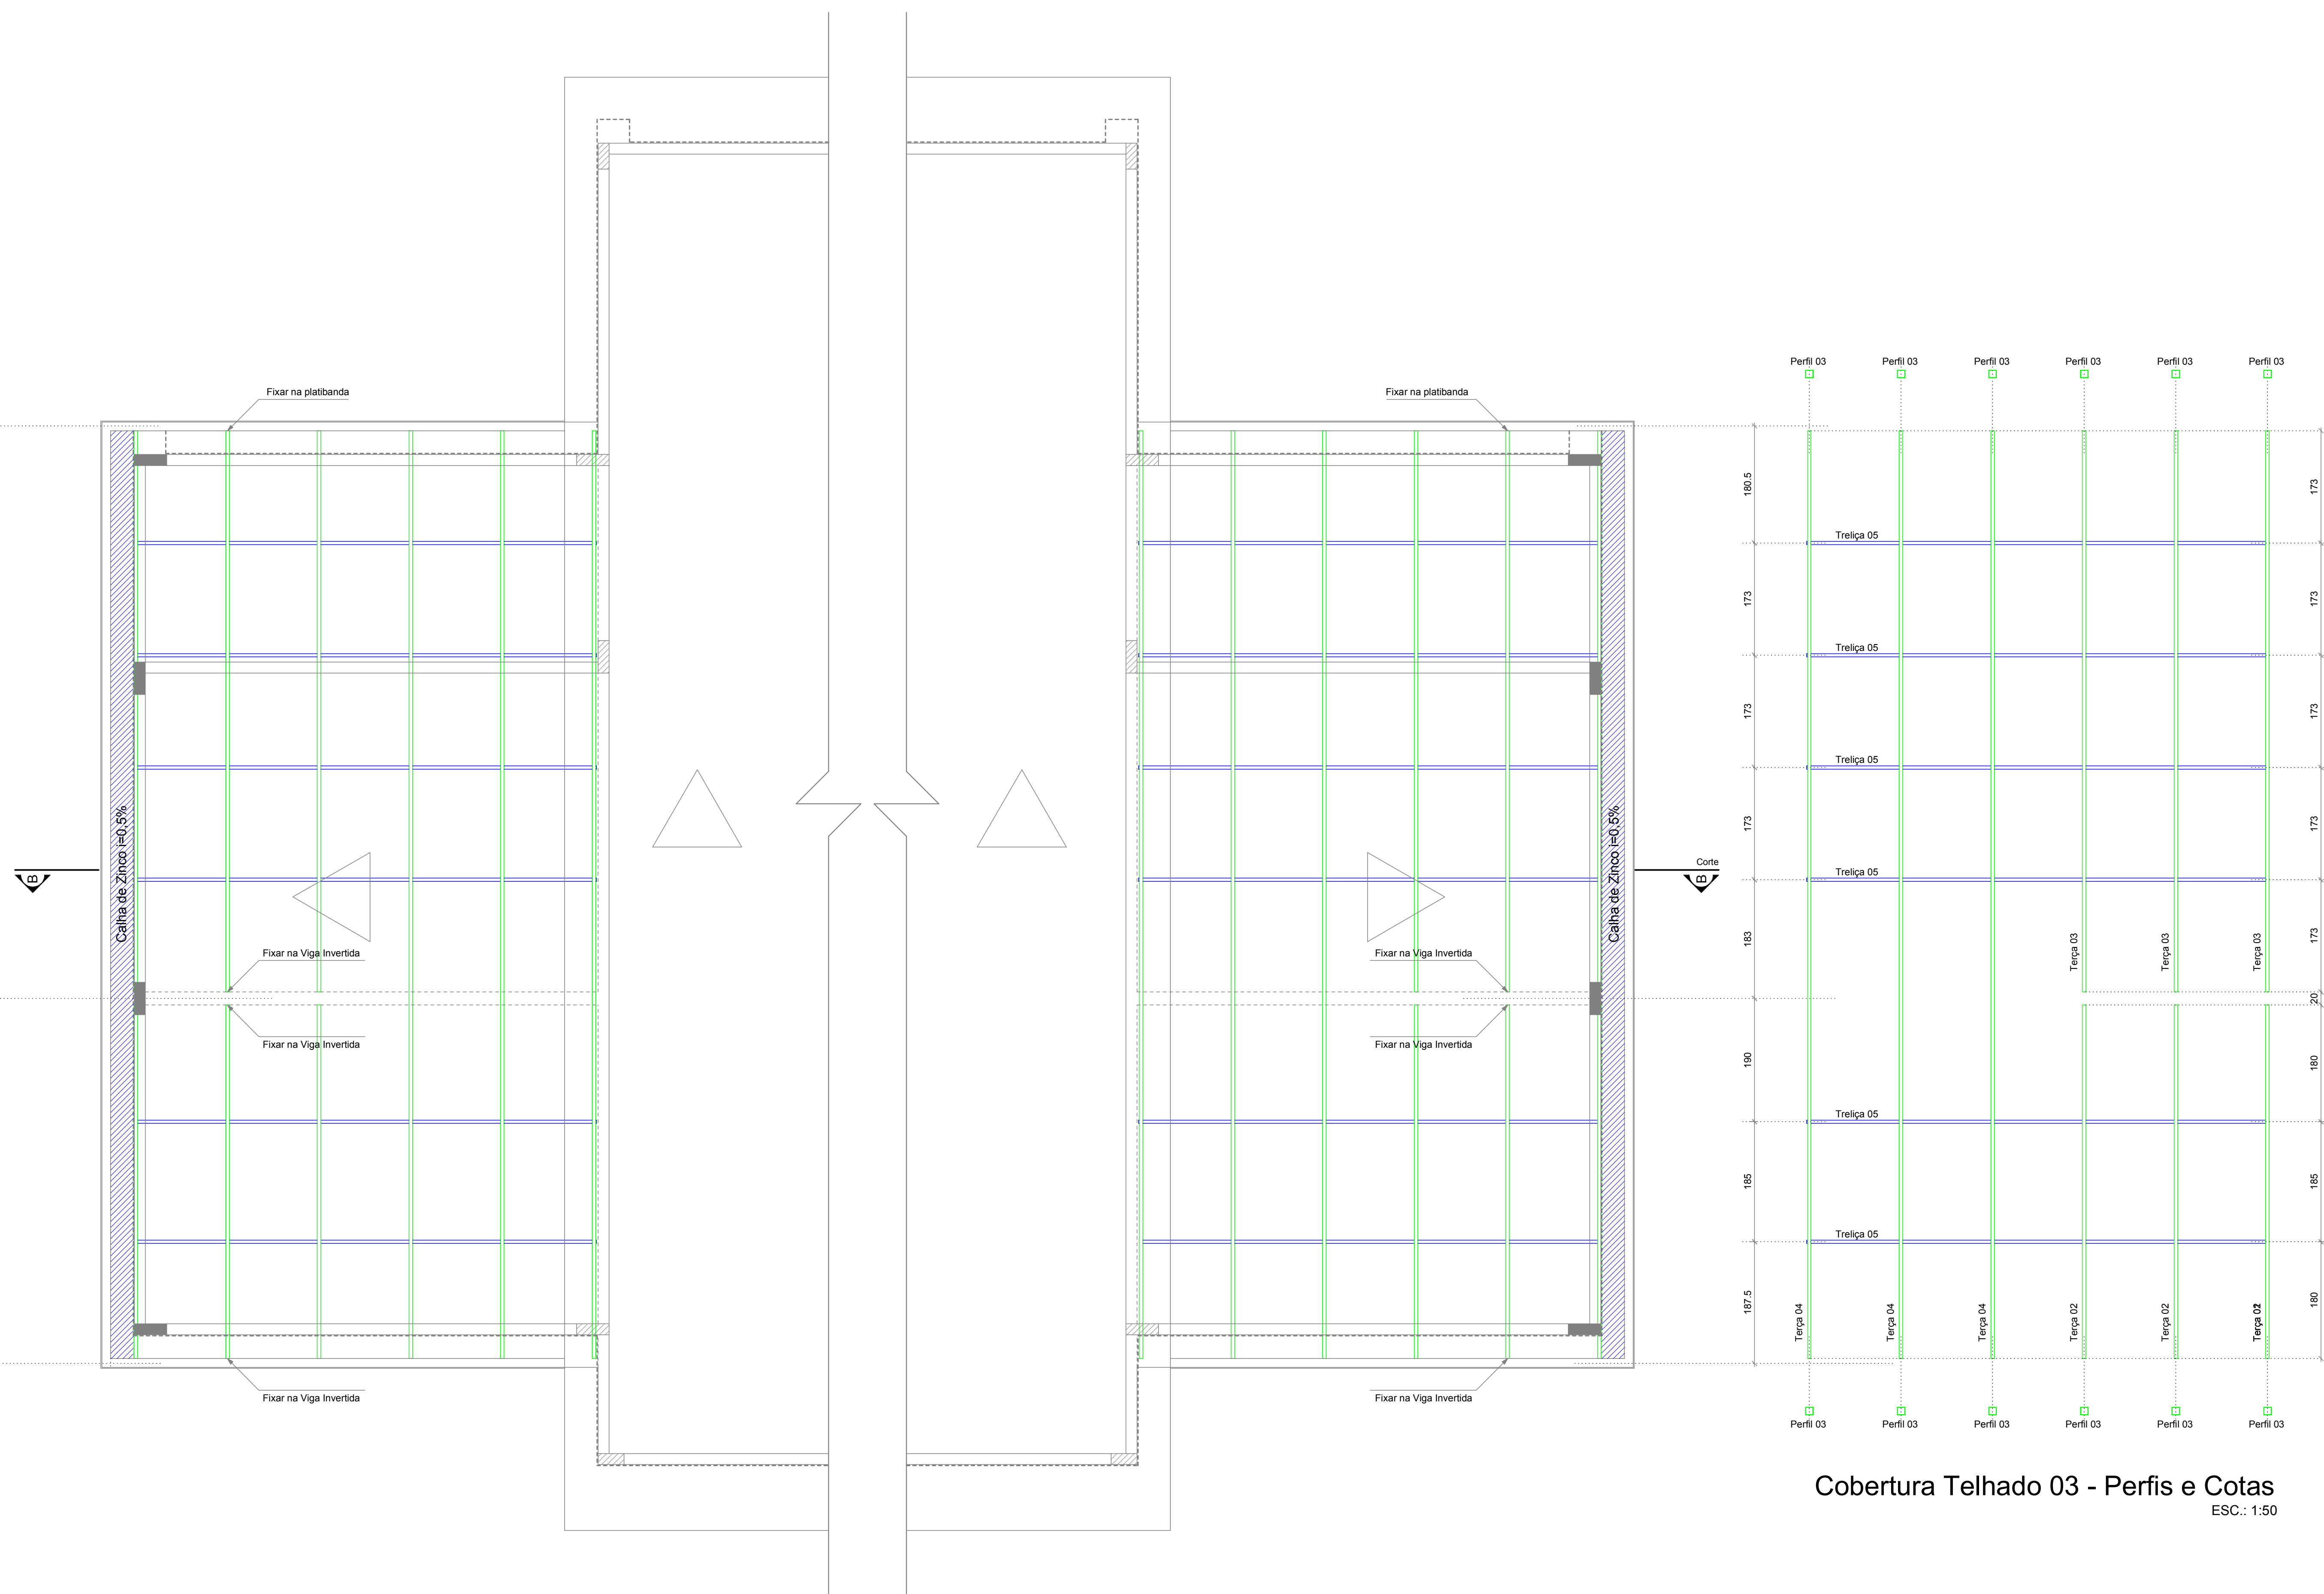 Perfil 03
Perfil 03
Perfil 03
Perfil 03
Perfil 03
Perfil 03
Fixar na platibanda
Fixar na platibanda
180.5
173
Treliça 05
173
173
Treliça 05
173
173
Treliça 05
173
173
Treliça 05
Calha de Zinco i=0,5%
Calha de Zinco i=0,5%
B
Corte
B
183
Terça 03
Terça 03
Terça 03
173
Fixar na Viga Invertida
Fixar na Viga Invertida
20
Fixar na Viga Invertida
Fixar na Viga Invertida
190
180
Treliça 05
185
185
Treliça 05
187.5
Terça 04
Terça 04
Terça 04
Terça 02
Terça 02
Terça
180
Fixar na Viga Invertida
Fixar na Viga Invertida
Perfil 03
Perfil 03
Perfil 03
Perfil 03
Perfil 03
Perfil 03
Cobertura Telhado 03 - Perfis e Cotas
ESC.: 1:50